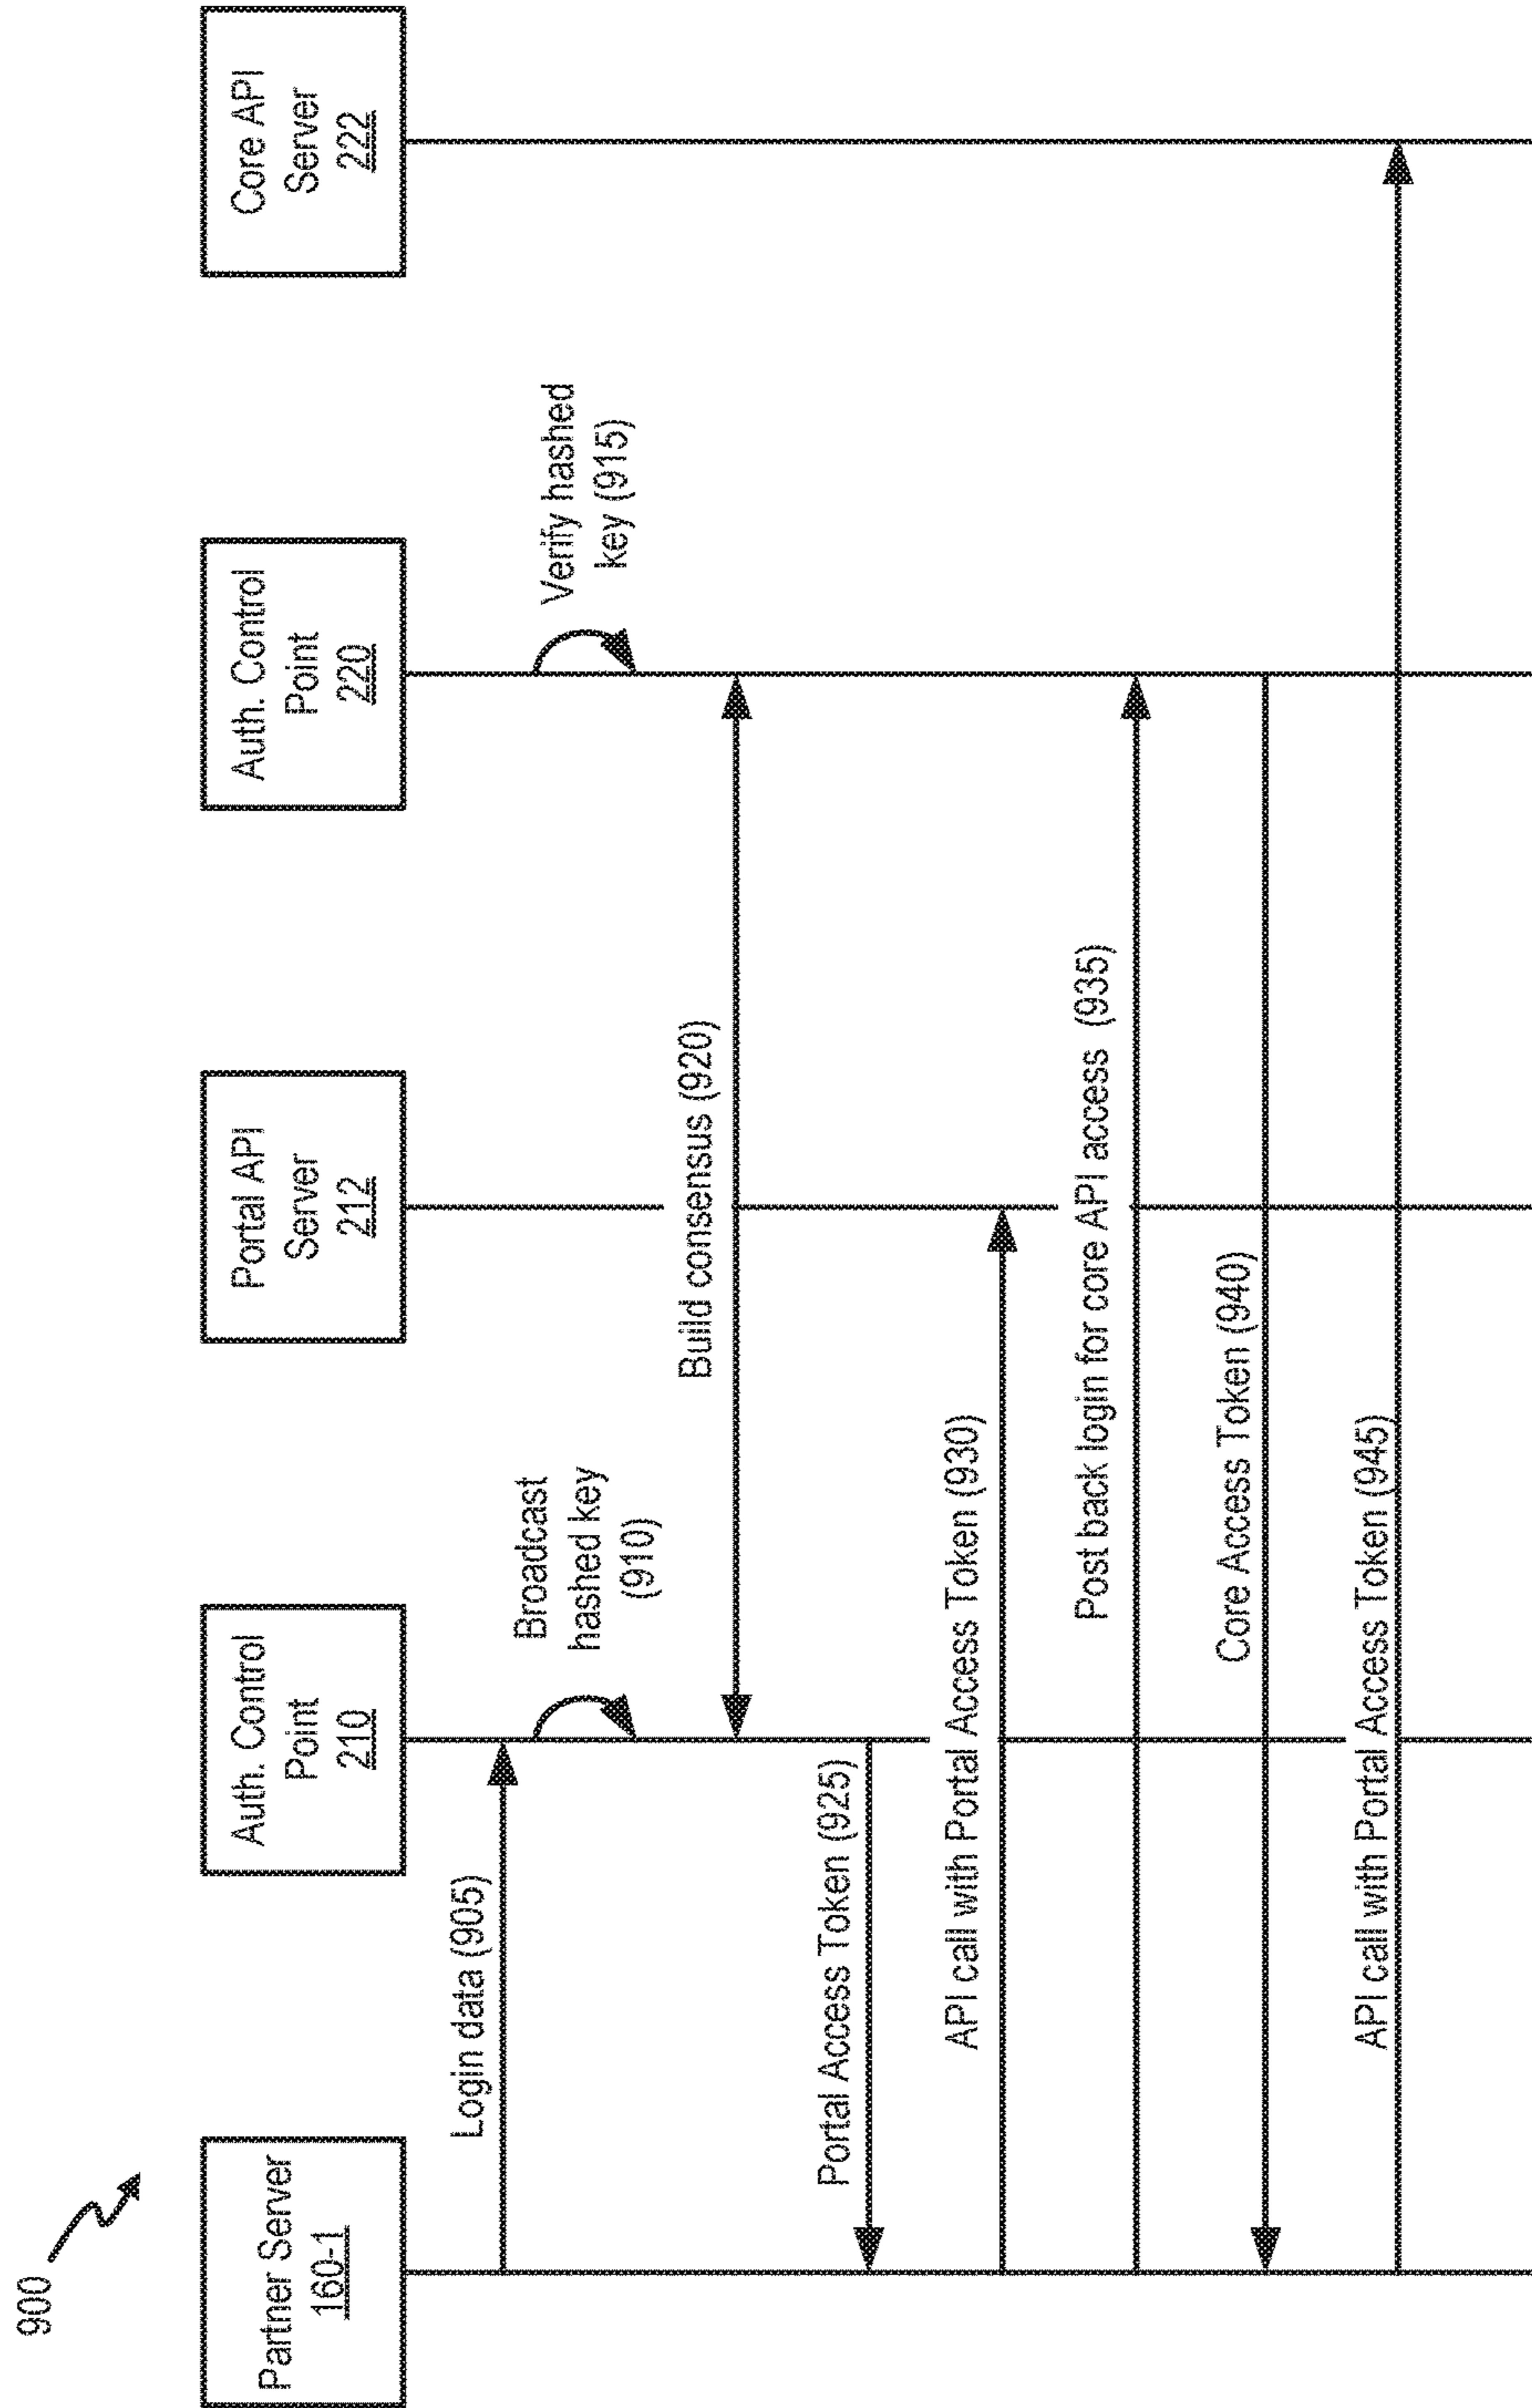 900
Partner Server
160-1
Auth. Control
Point
210
Portal API
Server
212
Auth. Control
Point
220
Core API
Server
222
Login data (905)
Broadcast
hashed key
(910)
Verify hashed
key (915)
Build consensus (920)
Portal Access Token (925)
API call with Portal Access Token (930)
Post back login for core API access (935)
Core Access Token (940)
API call with Portal Access Token (945)